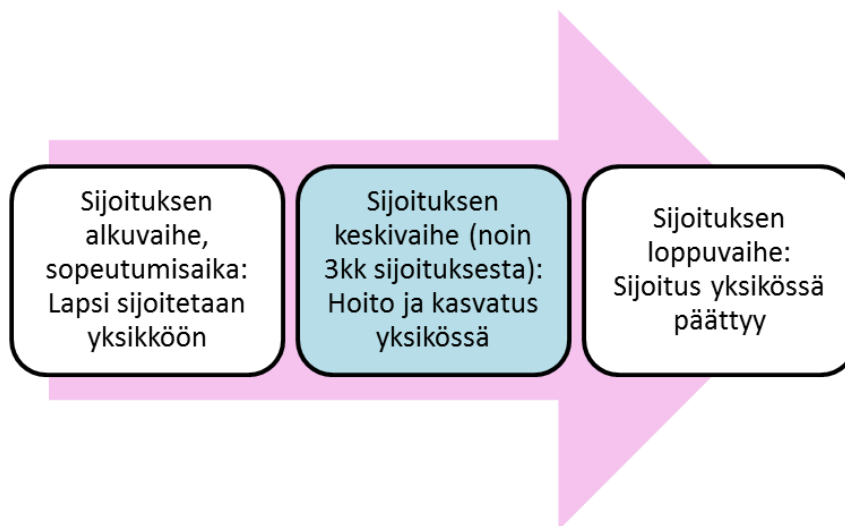 Sijoituksen
alkuvaihe,
sopeutumisaika:
Lapsi sijoitetaan
yksikköön
Sijoituksen
keskivaihe (noin
3kk sijoituksesta):
Hoito ja kasvatus
yksikössä
Sijoituksen
loppuvaihe:
Sijoitus yksikössä
päättyy